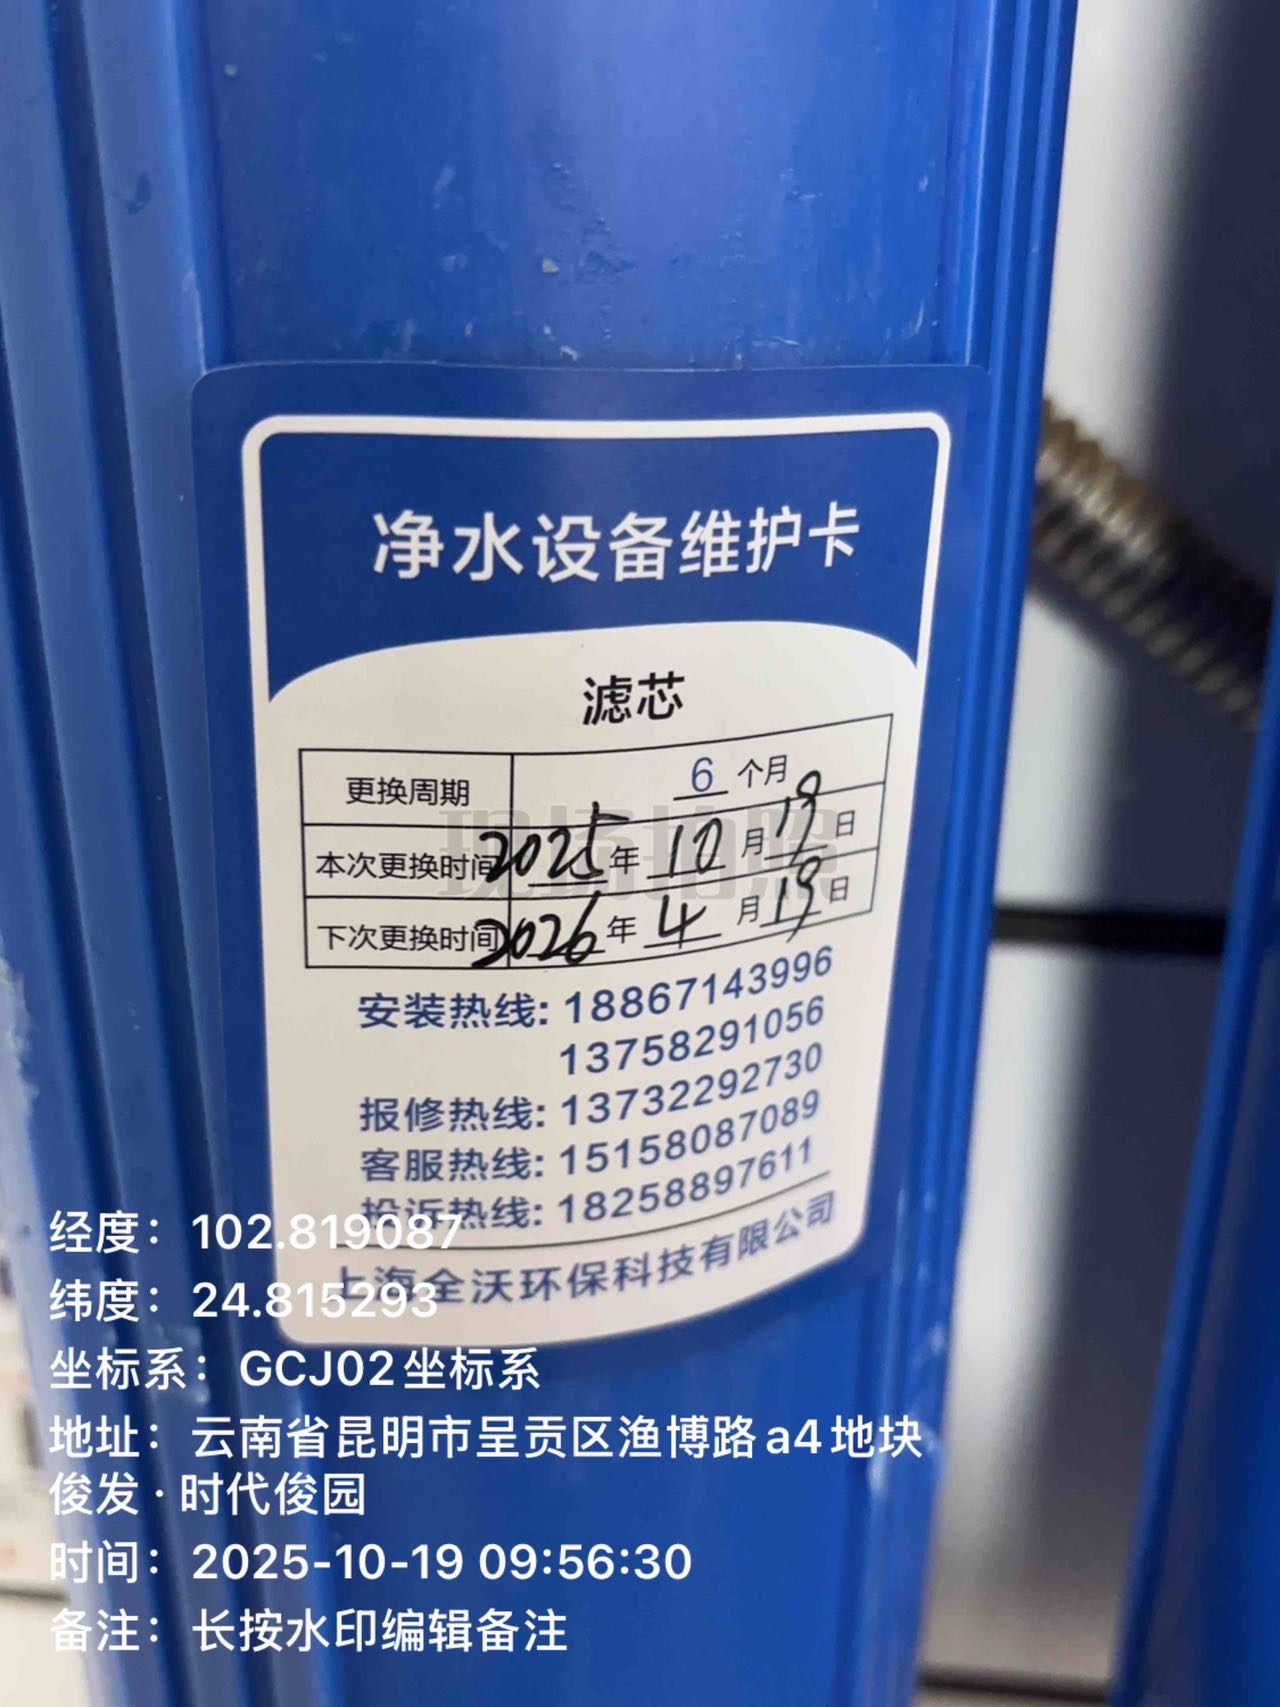 净水设备维护卡
滤芯
更换周期 6 个月
本次更换时间 2025 年 10 月 19 日
下次更换时间 2026 年 4 月 19 日
现场拍照
安装热线: 18867143996
13758291056
报修热线: 13732292730
客服热线: 15158087089
投诉热线: 18258897611
上海全沃环保科技有限公司
经度: 102.819087
纬度: 24.815293
坐标系: GCJ02坐标系
地址: 云南省昆明市呈贡区渔博路a4地块
俊发·时代俊园
时间: 2025-10-19 09:56:30
备注: 长按水印编辑备注